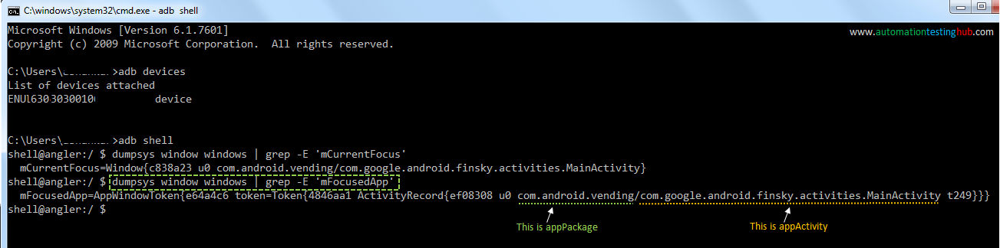 C:\windows\system32\cmd.exe - adb  shell
Microsoft Windows [Version 6.1.7601]
www.automationtestinghub.com
Copyright (c) 2009 Microsoft Corporation.  All rights reserved.
C:\Users\ >adb devices
List of devices attached
device
C:\Users\ >adb shell
shell@angler:/ $ dumpsys window windows | grep -E 'mCurrentFocus'
  mCurrentFocus=Window{c838a23 u0 com.android.vending/com.google.android.finsky.activities.MainActivity}
shell@angler:/ $ dumpsys window windows | grep -E 'mFocusedApp'
  mFocusedApp=AppWindowToken{e64a4c6 token=Token{4846aa1 ActivityRecord{ef08308 u0 com.android.vending/com.google.android.finsky.activities.MainActivity t249}}}
shell@angler:/ $
This is appPackage
This is appActivity